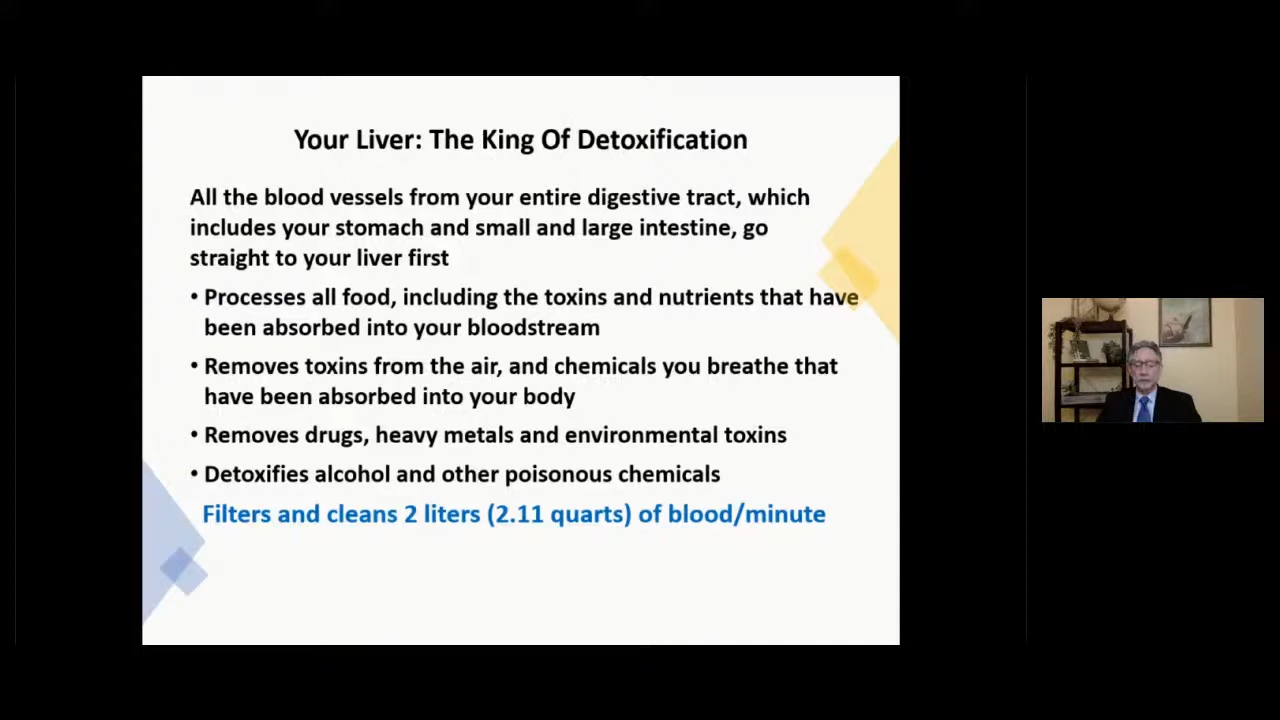 Your Liver: The King Of Detoxification
All the blood vessels from your entire digestive tract, which
includes your stomach and small and large intestine, go
straight to your liver first
• Processes all food, including the toxins and nutrients that have
been absorbed into your bloodstream
• Removes toxins from the air, and chemicals you breathe that
have been absorbed into your body
• Removes drugs, heavy metals and environmental toxins
• Detoxifies alcohol and other poisonous chemicals
Filters and cleans 2 liters (2.11 quarts) of blood/minute